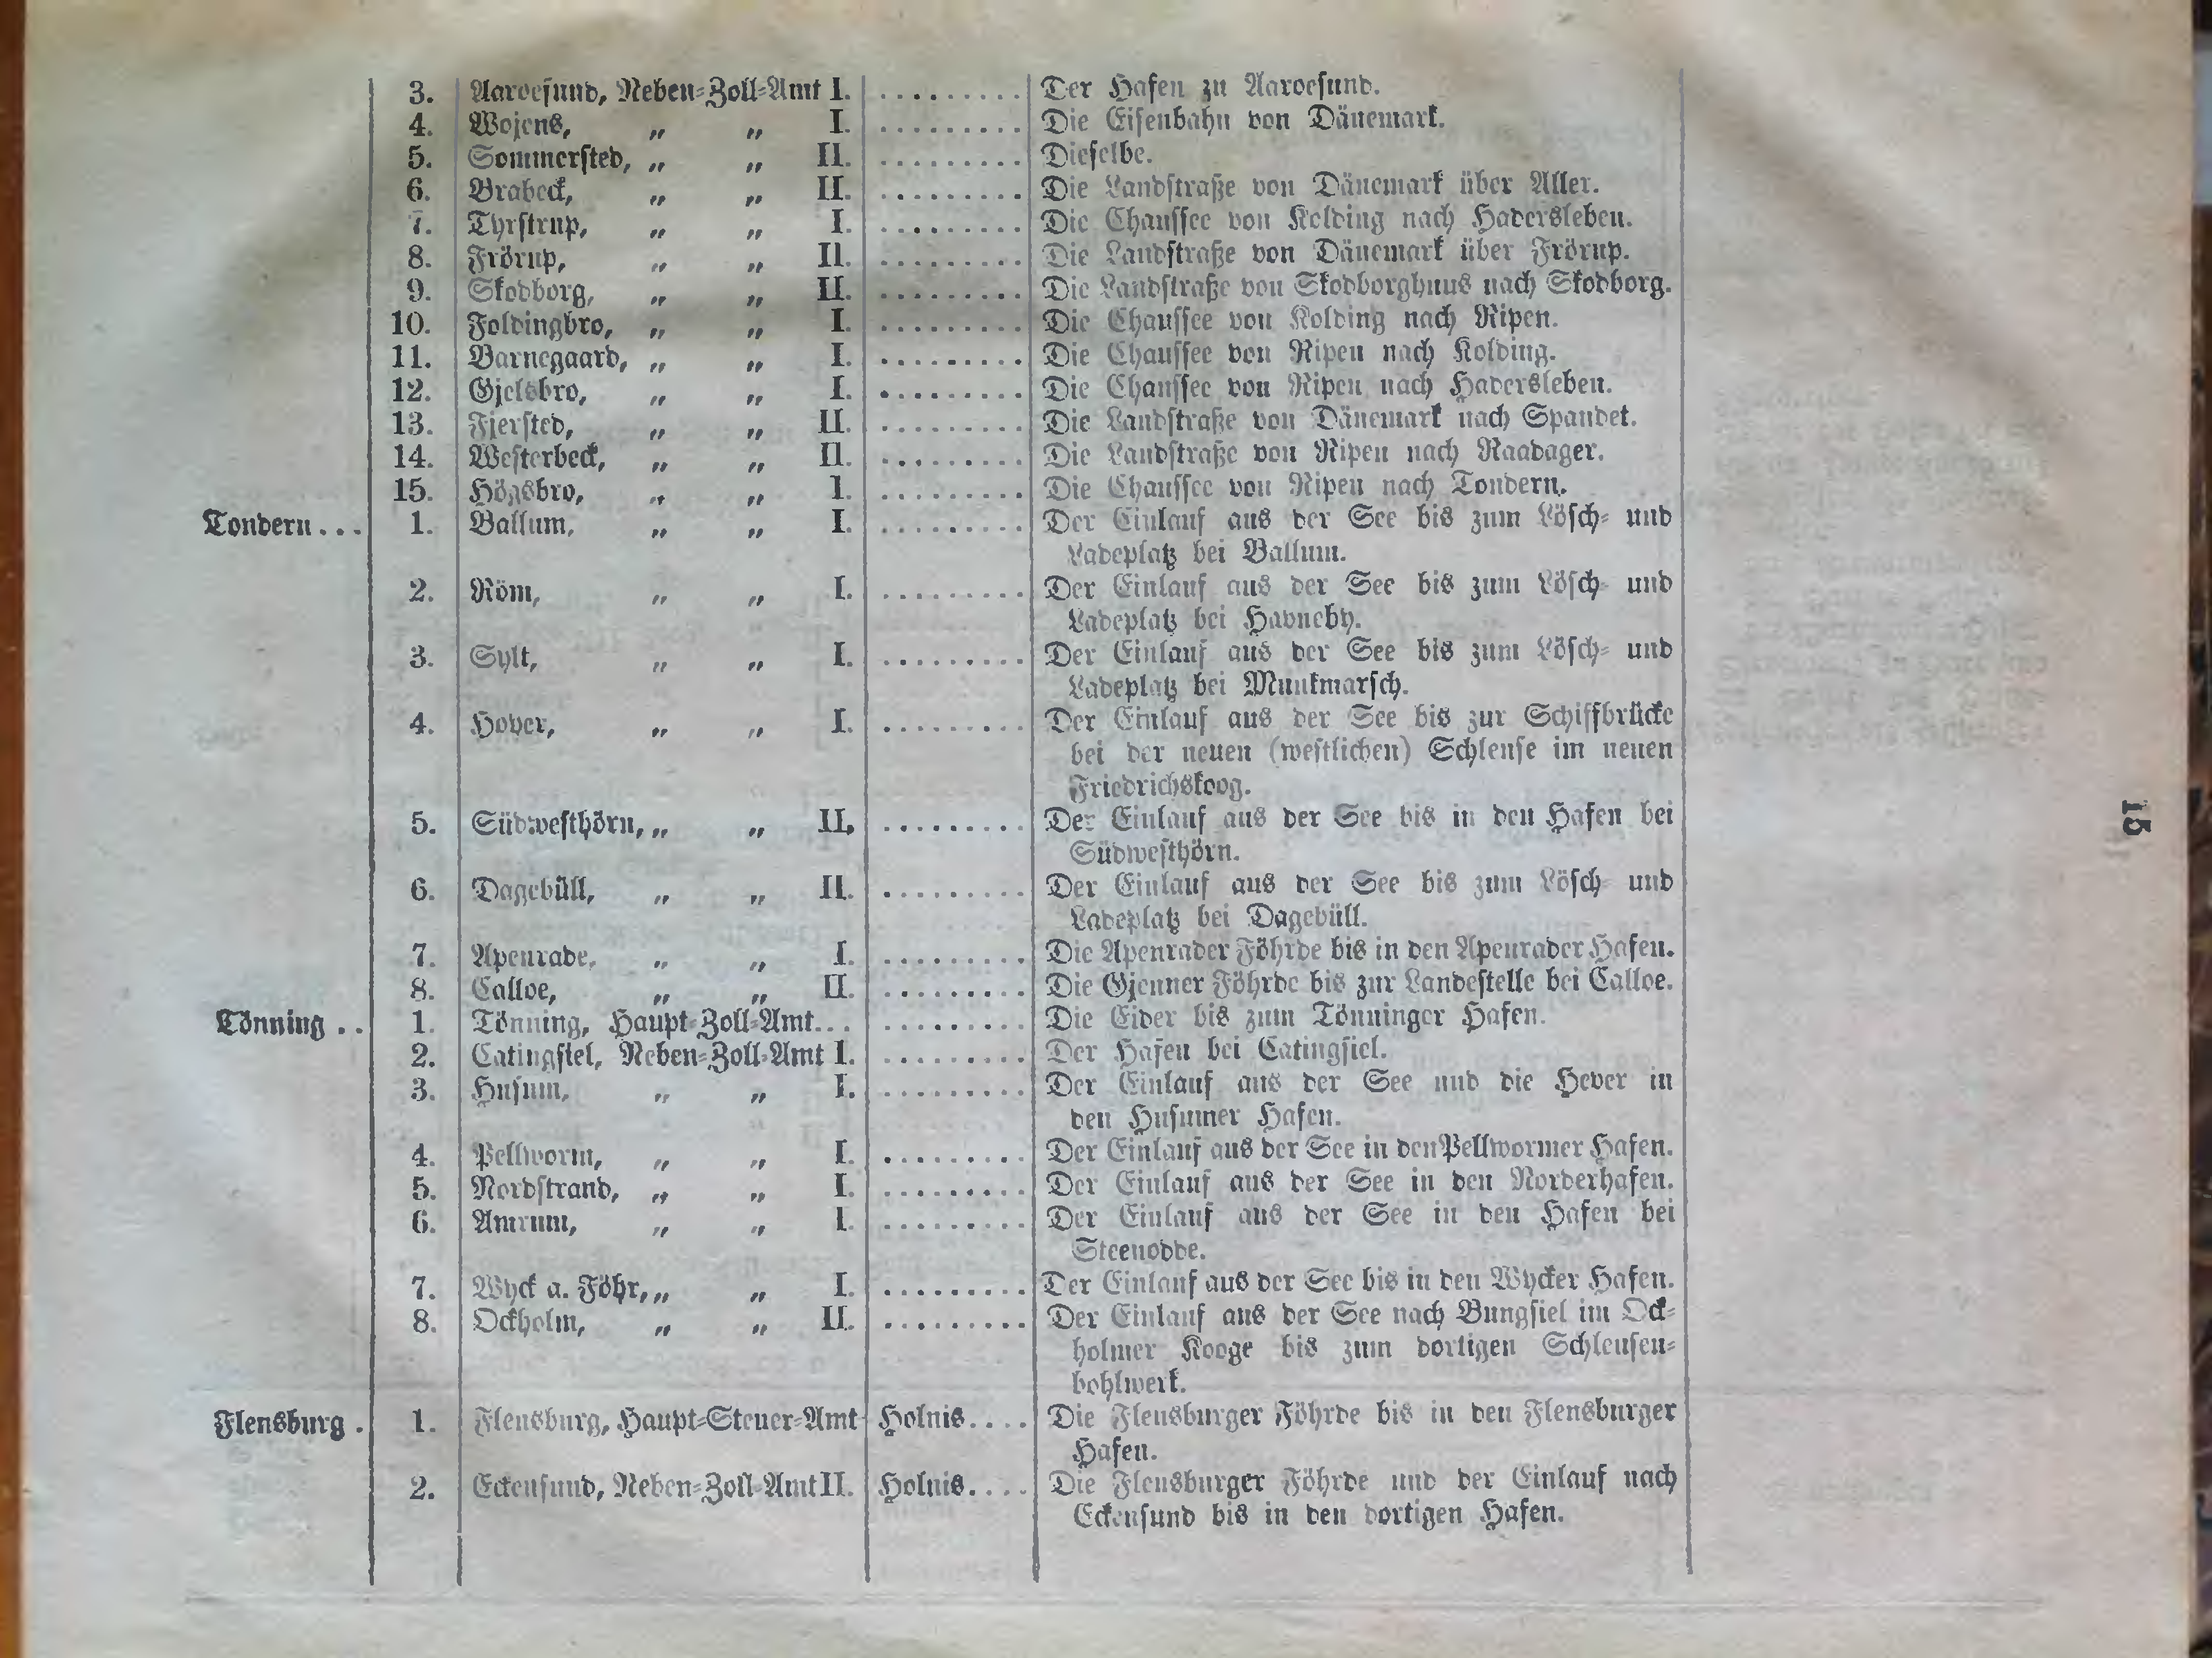 3. Aaroesund, Neben-Zoll-Amt I. ......... Der Hafen zu Aaroesund.
4. Wojens, „ „ I. ......... Die Eisenbahn von Dänemark.
5. Sommersted, „ „ II. ......... Dieselbe.
6. Brabeck, „ „ II. ......... Die Landstraße von Dänemark über Aller.
7. Tyrstrup, „ „ I. ......... Die Chaussee von Kolding nach Hadersleben.
8. Frörup, „ „ II. ......... Die Landstraße von Dänemark über Frörup.
9. Skodborg, „ „ II. ......... Die Landstraße von Skodborghuus nach Skodborg.
10. Foldingbro, „ „ I. ......... Die Chaussee von Kolding nach Ripen.
11. Barnegaard, „ „ I. ......... Die Chaussee von Ripen nach Kolding.
12. Gjelsbro, „ „ I. ......... Die Chaussee von Ripen nach Hadersleben.
13. Fjersted, „ „ II. ......... Die Landstraße von Dänemark nach Spandet.
14. Westerbeck, „ „ II. ......... Die Landstraße von Ripen nach Raadager.
15. Högsbro, „ „ I. ......... Die Chaussee von Ripen nach Tondern.
Tondern... 1. Ballum, „ „ I. ......... Der Einlauf aus der See bis zum Lösch- und
Ladeplatz bei Ballum.
2. Röm, „ „ I. ......... Der Einlauf aus der See bis zum Lösch- und
Ladeplatz bei Havneby.
3. Sylt, „ „ I. ......... Der Einlauf aus der See bis zum Lösch- und
Ladeplatz bei Munkmarsch.
4. Hoyer, „ „ I. ......... Der Einlauf aus der See bis zur Schiffbrücke
bei der neuen (westlichen) Schleuse im neuen
Friedrichskoog.
5. Südwesthörn, „ „ II. ......... Der Einlauf aus der See bis in den Hafen bei
Südwesthörn.
6. Dagebüll, „ „ II. ......... Der Einlauf aus der See bis zum Lösch- und
Ladeplatz bei Dagebüll.
7. Apenrade, „ „ I. ......... Die Apenrader Föhrde bis in den Apenrader Hafen.
8. Calloe, „ „ II. ......... Die Gjenner Föhrde bis zur Landestelle bei Calloe.
Tönning .. 1. Tönning, Haupt-Zoll-Amt... ......... Die Eider bis zum Tönninger Hafen.
2. Catingsiel, Neben-Zoll-Amt I. ......... Der Hafen bei Catingsiel.
3. Husum, „ „ I. ......... Der Einlauf aus der See und die Hever in
den Husumer Hafen.
4. Pellworm, „ „ I. ......... Der Einlauf aus der See in den Pellwormer Hafen.
5. Nordstrand, „ „ I. ......... Der Einlauf aus der See in den Norderhafen.
6. Amrum, „ „ I. ......... Der Einlauf aus der See in den Hafen bei
Steenodde.
7. Wyck a. Föhr, „ „ I. ......... Der Einlauf aus der See bis in den Wycker Hafen.
8. Ockholm, „ „ II. ......... Der Einlauf aus der See nach Bungsiel im Ock-
holmer Kooge bis zum dortigen Schleusen-
bohlwerk.
Flensburg . 1. Flensburg, Haupt-Steuer-Amt Holnis.... Die Flensburger Föhrde bis in den Flensburger
Hafen.
2. Eckensund, Neben-Zoll-Amt II. Holnis.... Die Flensburger Föhrde und der Einlauf nach
Eckensund bis in den dortigen Hafen.
15